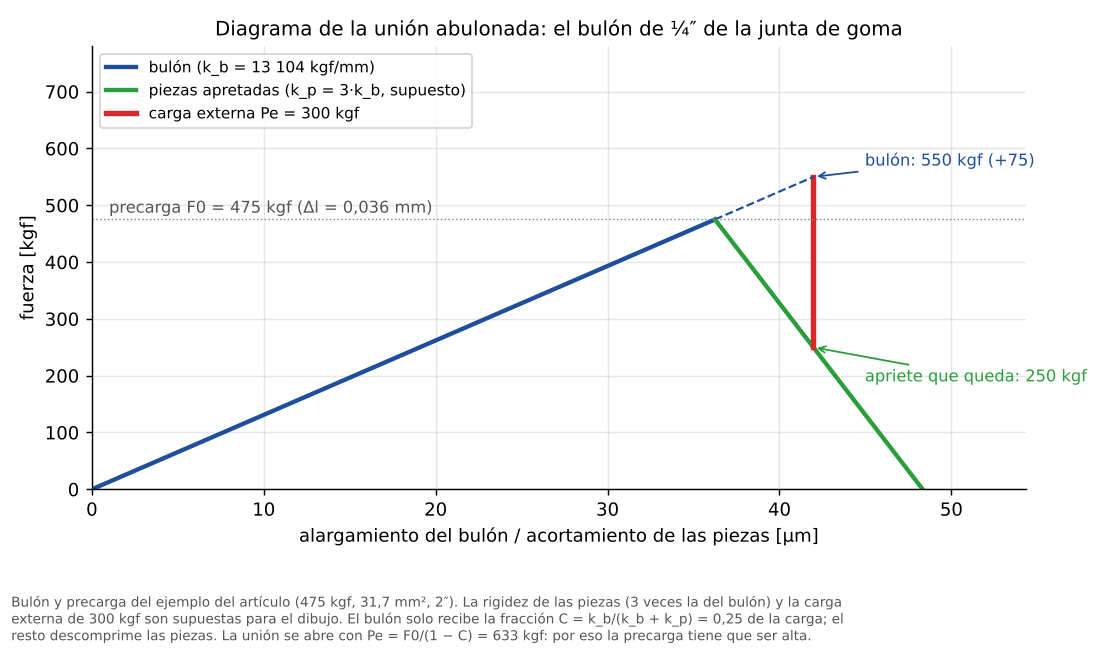 Diagrama de la unión abulonada: el bulón de ¼″ de la junta de goma
bulón (k_b = 13 104 kgf/mm)
piezas apretadas (k_p = 3·k_b, supuesto)
carga externa Pe = 300 kgf
700
600
500
400
300
200
100
0
fuerza [kgf]
precarga F0 = 475 kgf (Δl = 0,036 mm)
bulón: 550 kgf (+75)
apriete que queda: 250 kgf
0
10
20
30
40
50
alargamiento del bulón / acortamiento de las piezas [µm]
Bulón y precarga del ejemplo del artículo (475 kgf, 31,7 mm², 2″). La rigidez de las piezas (3 veces la del bulón) y la carga
externa de 300 kgf son supuestas para el dibujo. El bulón solo recibe la fracción C = k_b/(k_b + k_p) = 0,25 de la carga; el
resto descomprime las piezas. La unión se abre con Pe = F0/(1 − C) = 633 kgf: por eso la precarga tiene que ser alta.